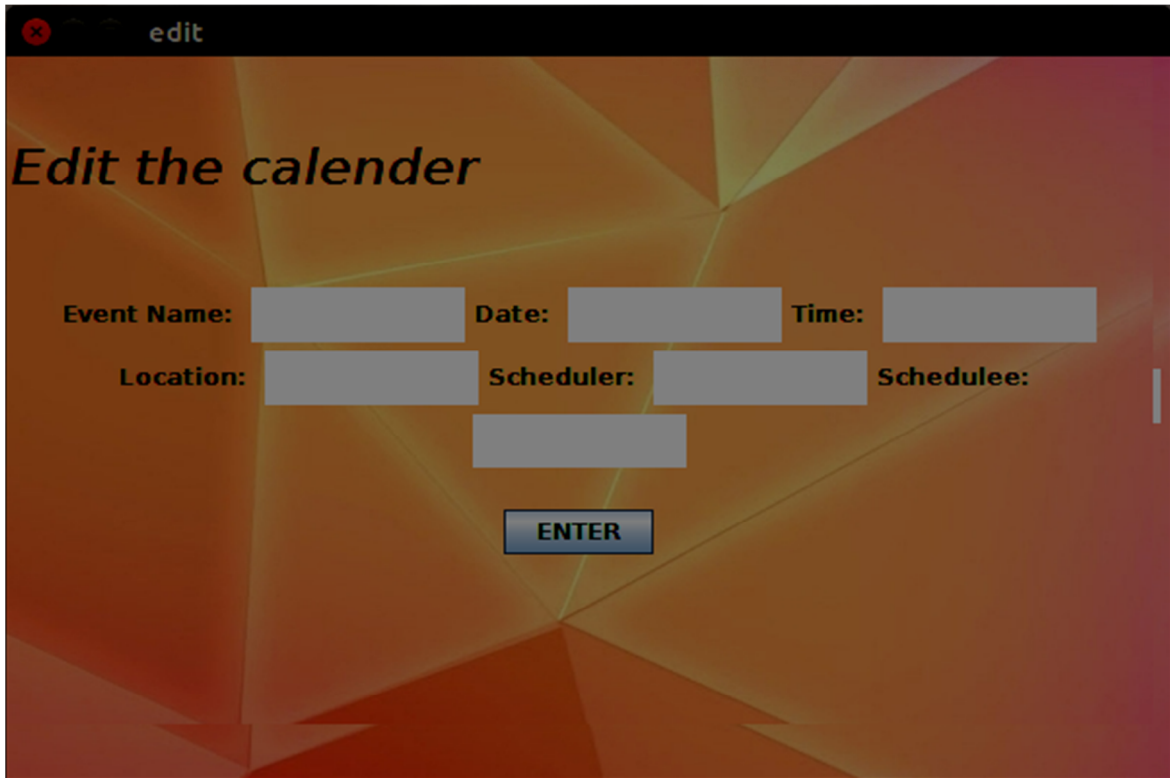 edit
Edit the calender
Event Name: Date: Time:
Location: Scheduler: Schedulee:
ENTER